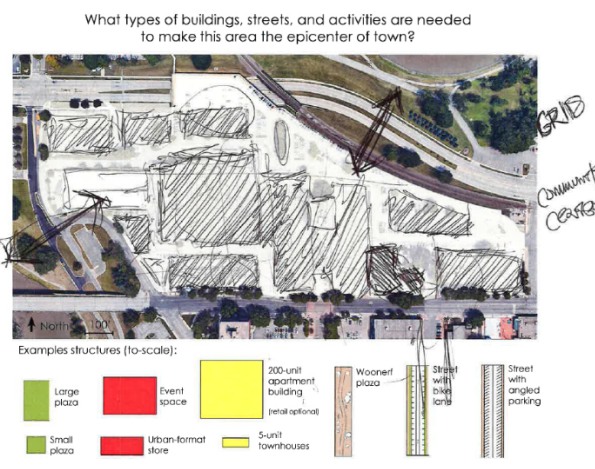 What types of buildings, streets, and activities are needed
to make this area the epicenter of town?
GRID
Community
Center
North
100'
Examples structures (to-scale):
Large
plaza
Event
space
200-unit
apartment
building
(retail optional)
Woonerf
plaza
Street
with
bike
lane
Street
with
angled
parking
Small
plaza
Urban-format
store
5-unit
townhouses